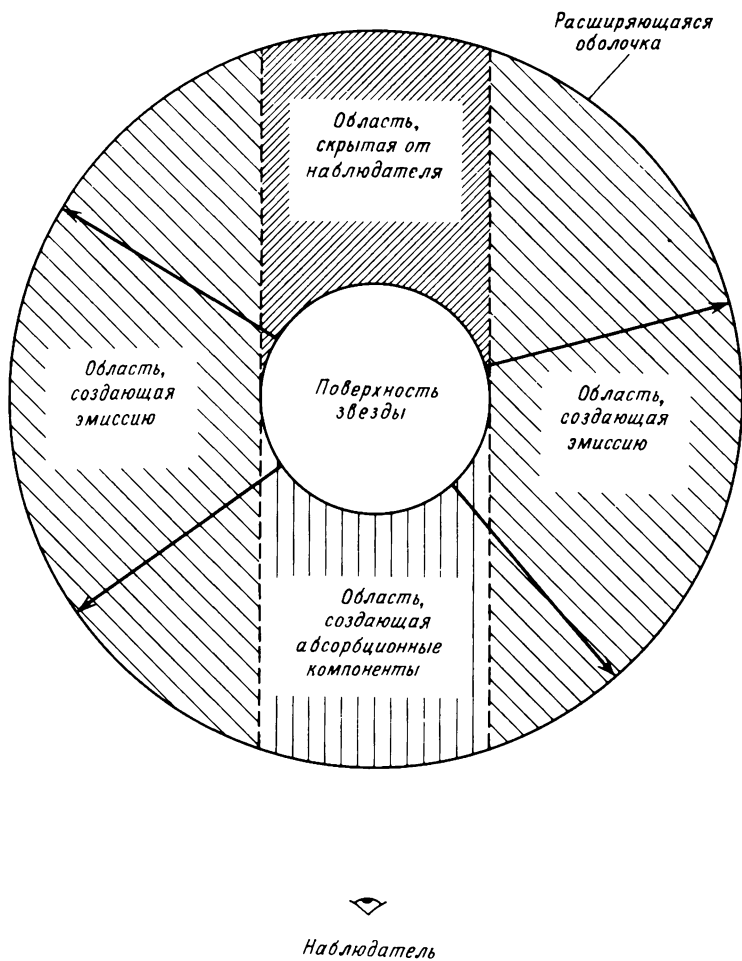 Расширяющаяся
оболочка
Область,
скрытая от
наблюдателя
Область,
создающая
эмиссию
Поверхность
звезды
Область,
создающая
эмиссию
Область,
создающая
абсорбционные
компоненты
Наблюдатель